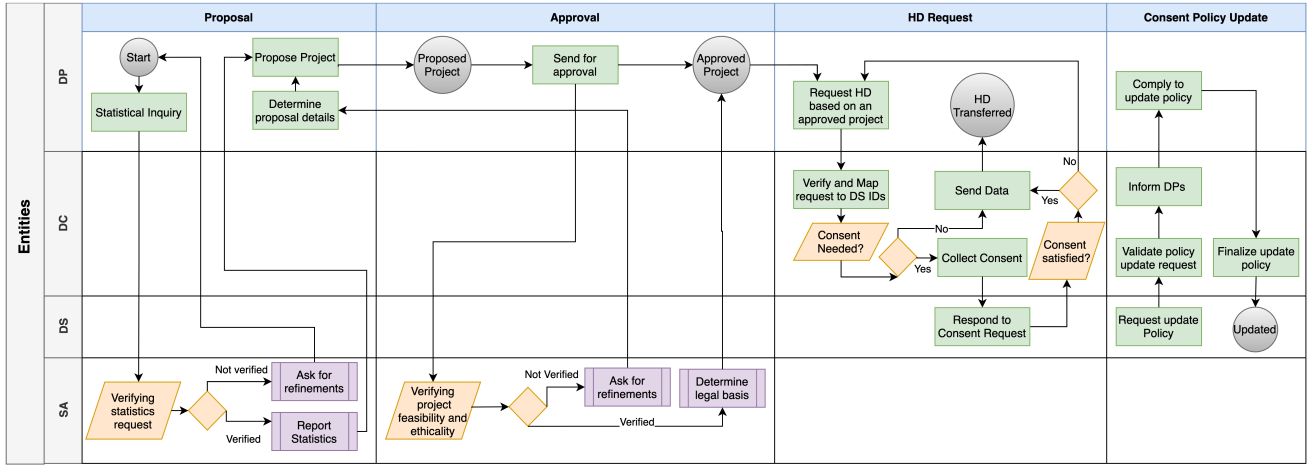 Proposal
Approval
HD Request
Consent Policy Update
Entities
DP
Start
Statistical Inquiry
Propose Project
Determine
proposal details
Proposed
Project
Send for
approval
Approved
Project
Request HD
based on an
approved project
HD
Transferred
Comply to
update policy
DC
Verify and Map
request to DS IDs
Consent
Needed?
No
Yes
Send Data
Collect Consent
Yes
No
Consent
satisfied?
Inform DPs
Validate policy
update request
Finalize update
policy
DS
Respond to
Consent Request
Request update
Policy
Updated
SA
Verifying
statistics
request
Not verified
Verified
Ask for
refinements
Report
Statistics
Verifying
project
feasibility and
ethicality
Not Verified
Verified
Ask for
refinements
Determine
legal basis